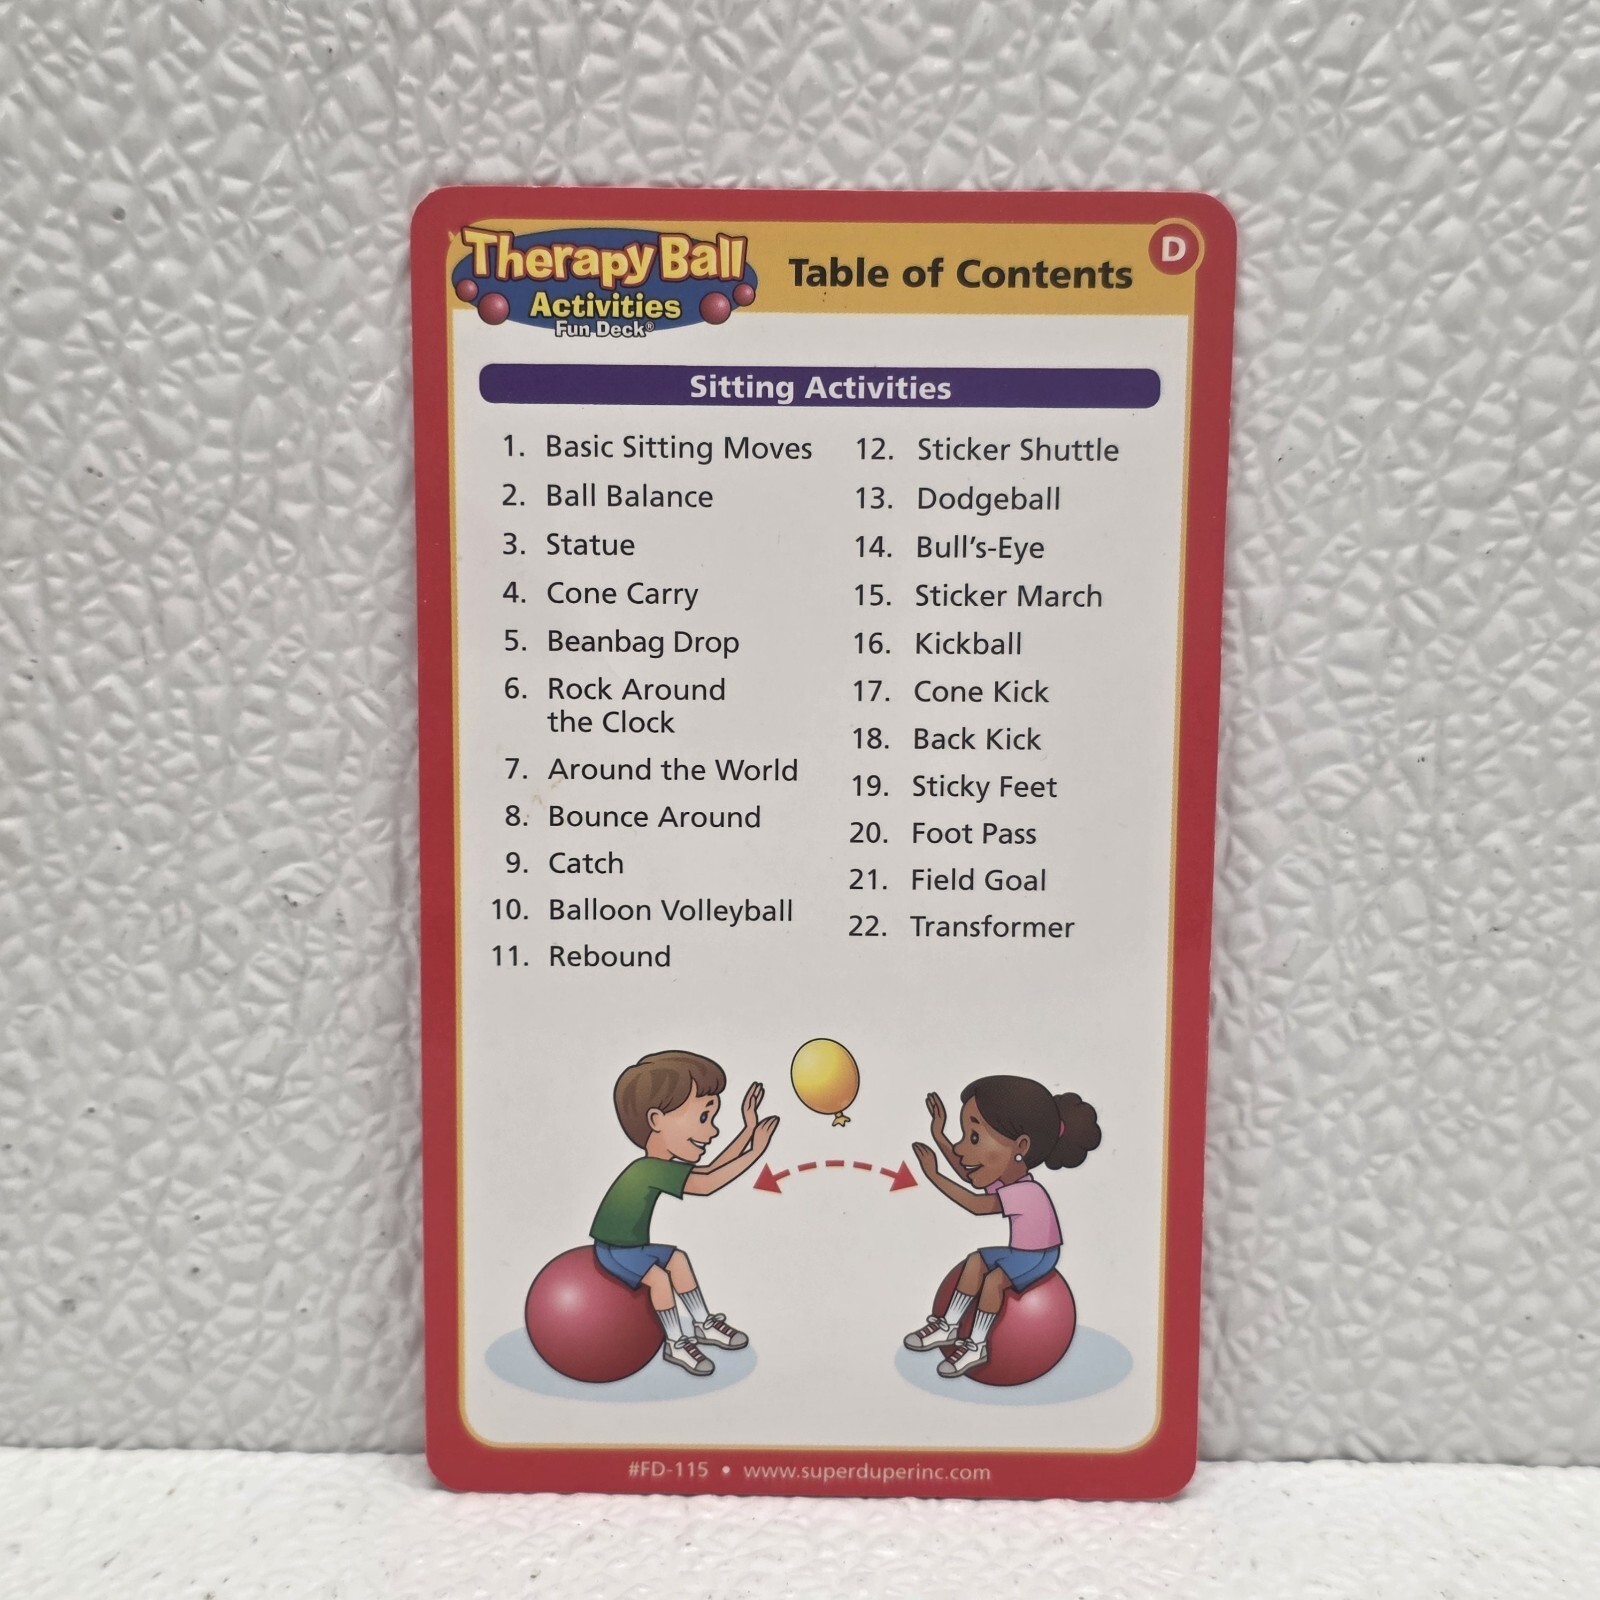 Therapy Ball
Activities
Fun Deck®
Table of Contents
D
Sitting Activities
1. Basic Sitting Moves
2. Ball Balance
3. Statue
4. Cone Carry
5. Beanbag Drop
6. Rock Around
the Clock
7. Around the World
8. Bounce Around
9. Catch
10. Balloon Volleyball
11. Rebound
12. Sticker Shuttle
13. Dodgeball
14. Bull's-Eye
15. Sticker March
16. Kickball
17. Cone Kick
18. Back Kick
19. Sticky Feet
20. Foot Pass
21. Field Goal
22. Transformer
#FD-115 • www.superduperinc.com